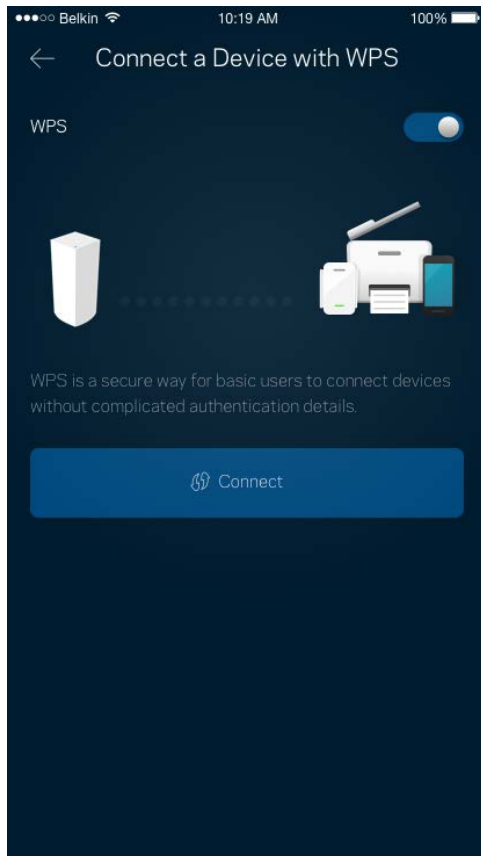 Belkin 10:19 AM 100%
Connect a Device with WPS
WPS
WPS is a secure way for basic users to connect devices
without complicated authentication details.
Connect